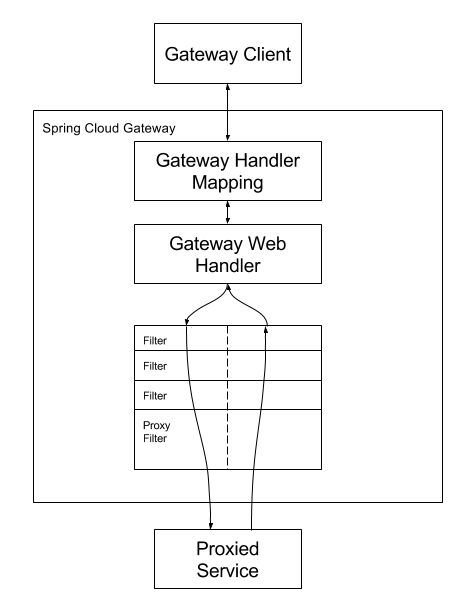 Gateway Client
Spring Cloud Gateway
Gateway Handler
Mapping
Gateway Web
Handler
Filter
Filter
Filter
Proxy
Filter
Proxied
Service